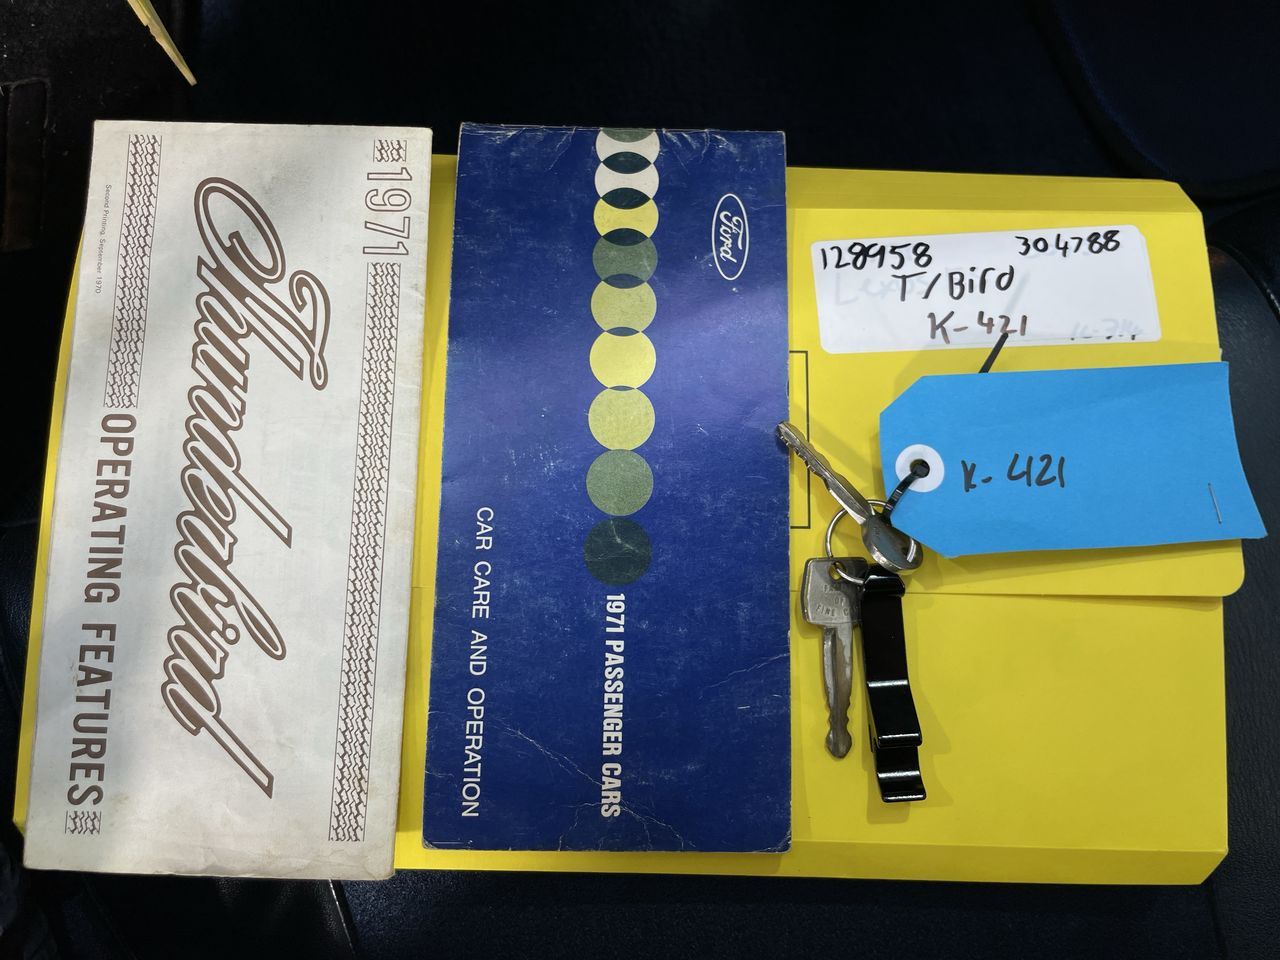 1971
Thunderbird
OPERATING FEATURES
Second Printing, September 1970
Ford
1971 PASSENGER CARS
CAR CARE AND OPERATION
128958 304788
T/Bird
K-421
K-314
K-421